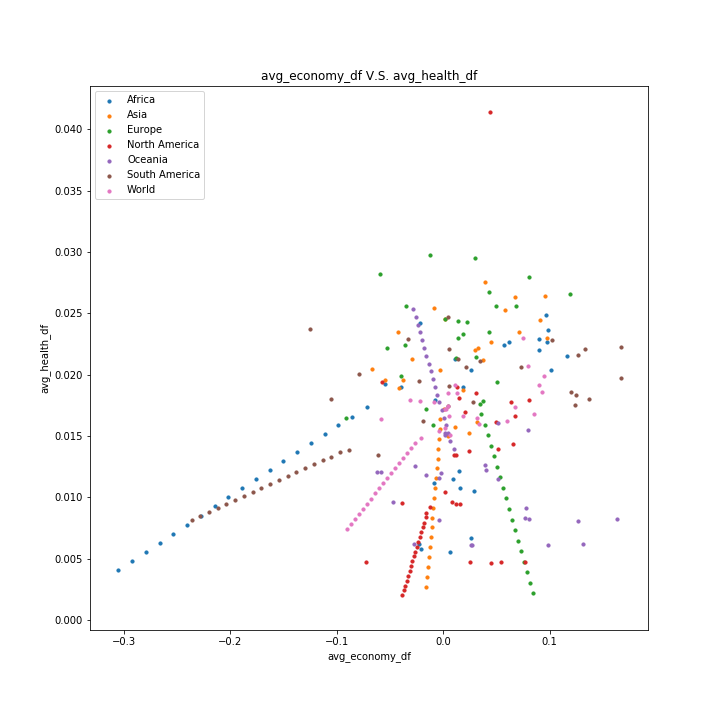 avg_economy_df V.S. avg_health_df
Africa
Asia
Europe
North America
Oceania
South America
World
0.040
0.035
0.030
0.025
0.020
0.015
0.010
0.005
0.000
avg_health_df
−0.3 −0.2 −0.1 0.0 0.1
avg_economy_df